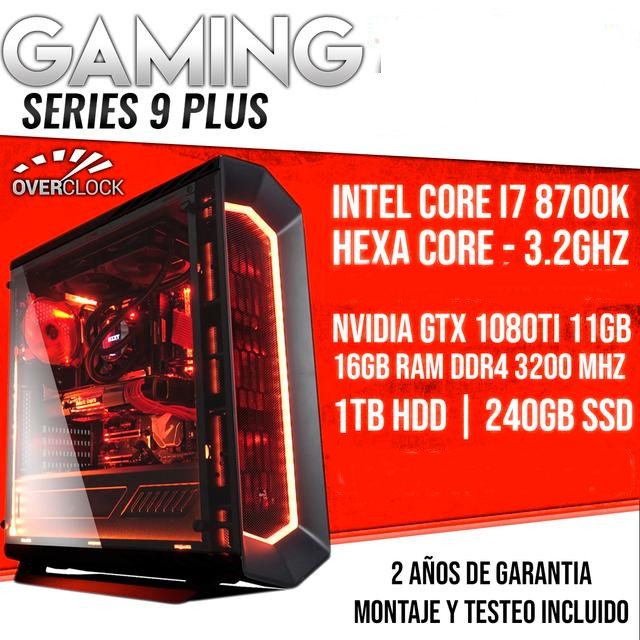 GAMING
SERIES 9 PLUS
OVERCLOCK
INTEL CORE I7 8700K
HEXA CORE - 3.2GHZ
NVIDIA GTX 1080TI 11GB
16GB RAM DDR4 3200 MHZ
1TB HDD | 240GB SSD
2 AÑOS DE GARANTIA
MONTAJE Y TESTEO INCLUIDO